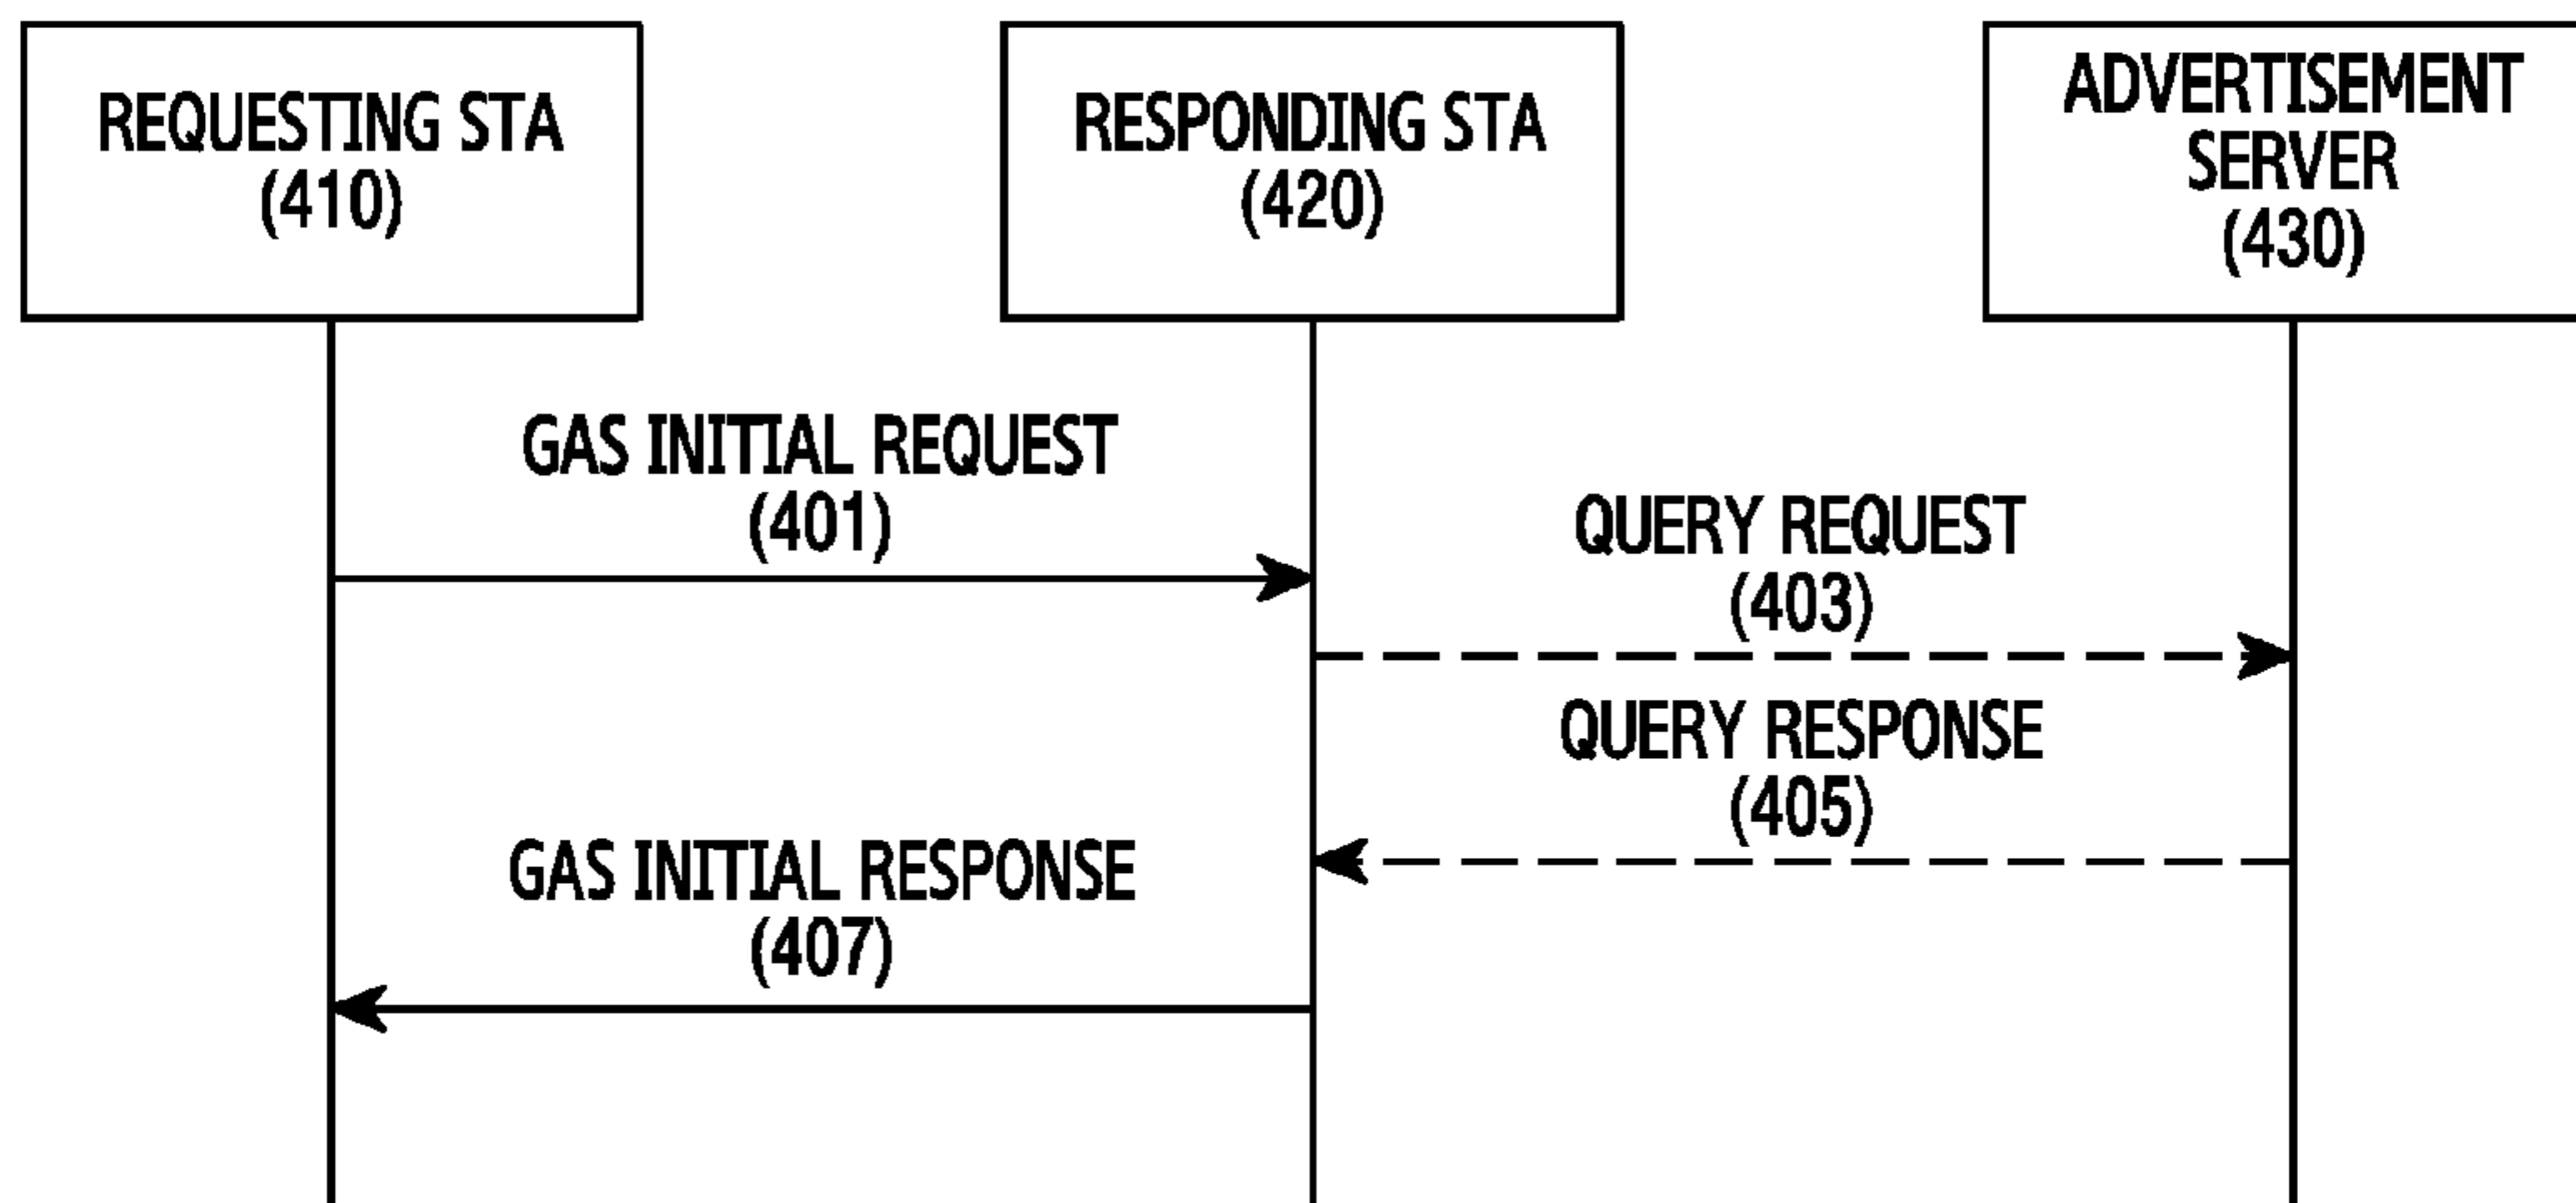 REQUESTING STA
(410)
RESPONDING STA
(420)
ADVERTISEMENT
SERVER
(430)
GAS INITIAL REQUEST
(401)
QUERY REQUEST
(403)
QUERY RESPONSE
(405)
GAS INITIAL RESPONSE
(407)